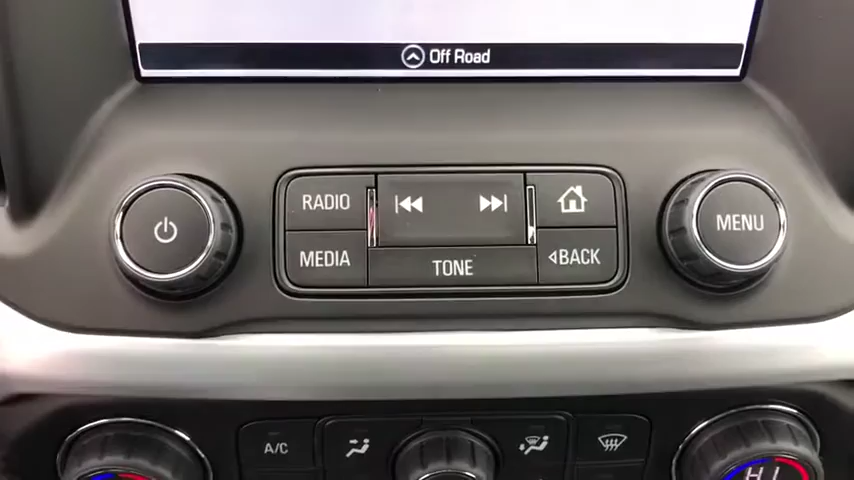 Off Road
RADIO
MEDIA
TONE
BACK
MENU
A/C
H I